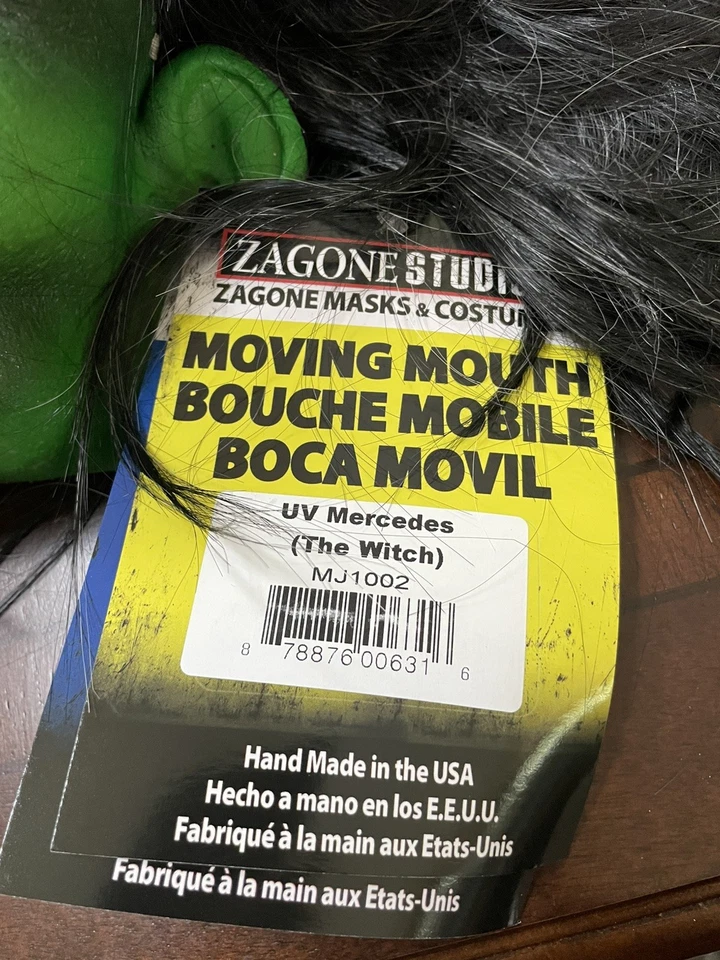 ZAGONE STUDI
ZAGONE MASKS & COSTUM
MOVING MOUTH
BOUCHE MOBILE
BOCA MOVIL
UV Mercedes
(The Witch)
MJ1002
8 78876 00631 6
Hand Made in the USA
Hecho a mano en los E.E.U.U.
Fabriqué à la main aux Etats-Unis
Fabriqué à la main aux Etats-Unis